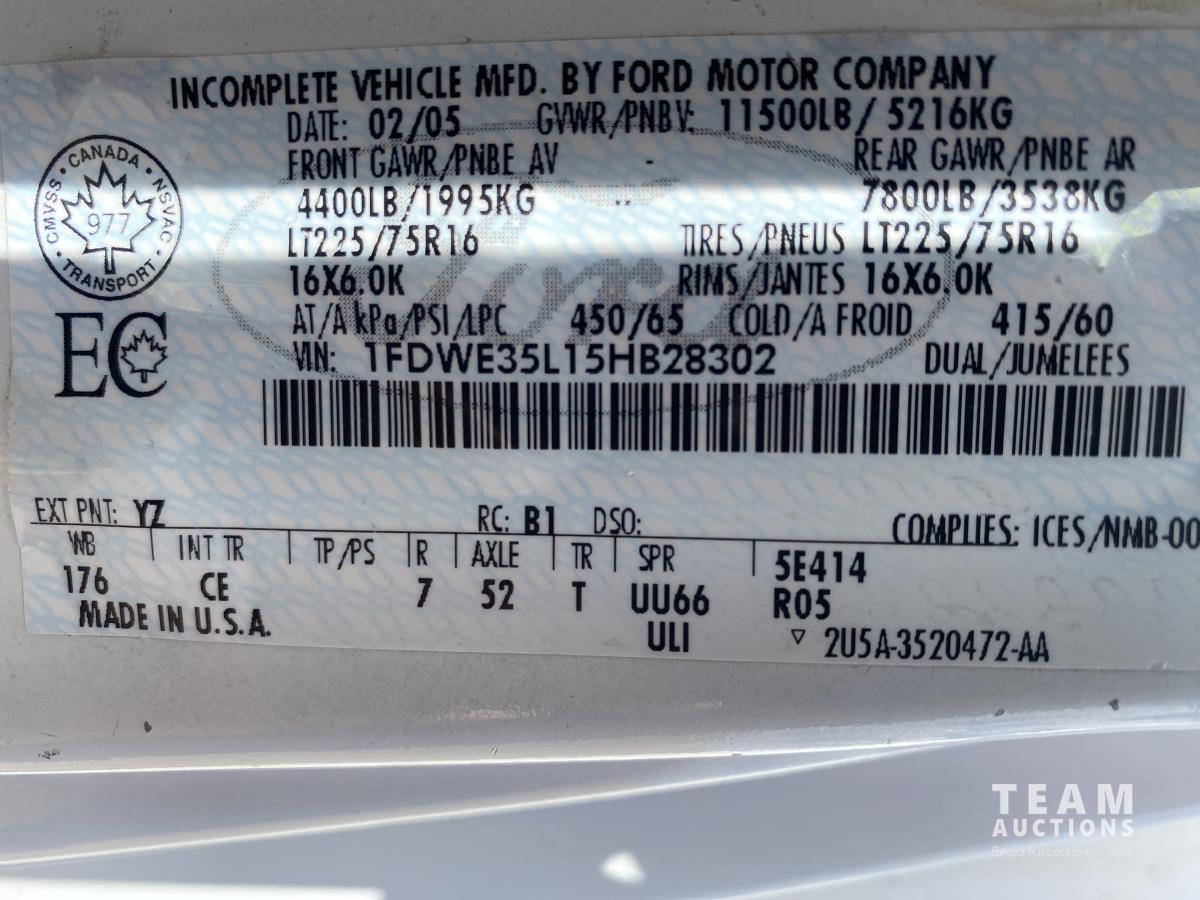 INCOMPLETE VEHICLE MFD. BY FORD MOTOR COMPANY
DATE: 02/05 GVWR/PNBV: 11500LB/5216KG
FRONT GAWR/PNBE AV - REAR GAWR/PNBE AR
4400LB/1995KG -- 7800LB/3538KG
LT225/75R16 TIRES/PNEUS LT225/75R16
16X6.0K RIMS/JANTES 16X6.0K
AT/A kPa/PSI/LPC 450/65 COLD/A FROID 415/60
VIN: 1FDWE35L15HB28302 DUAL/JUMELEES
CANADA
CMVSS · NSVAC
977
TRANSPORT
EC
Ford
EXT PNT: YZ RC: B1 DSO: COMPLIES: ICES/NMB-00
WB INT TR TP/PS R AXLE TR SPR 5E414
176 CE 7 52 T UU66 R05
MADE IN U.S.A. ULI ▽ 2U5A-3520472-AA
TEAM
AUCTIONS